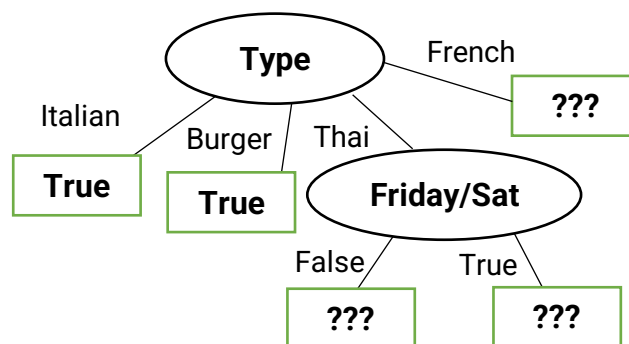 Type
French
???
Italian
Burger
Thai
True
True
Friday/Sat
False
True
???
???